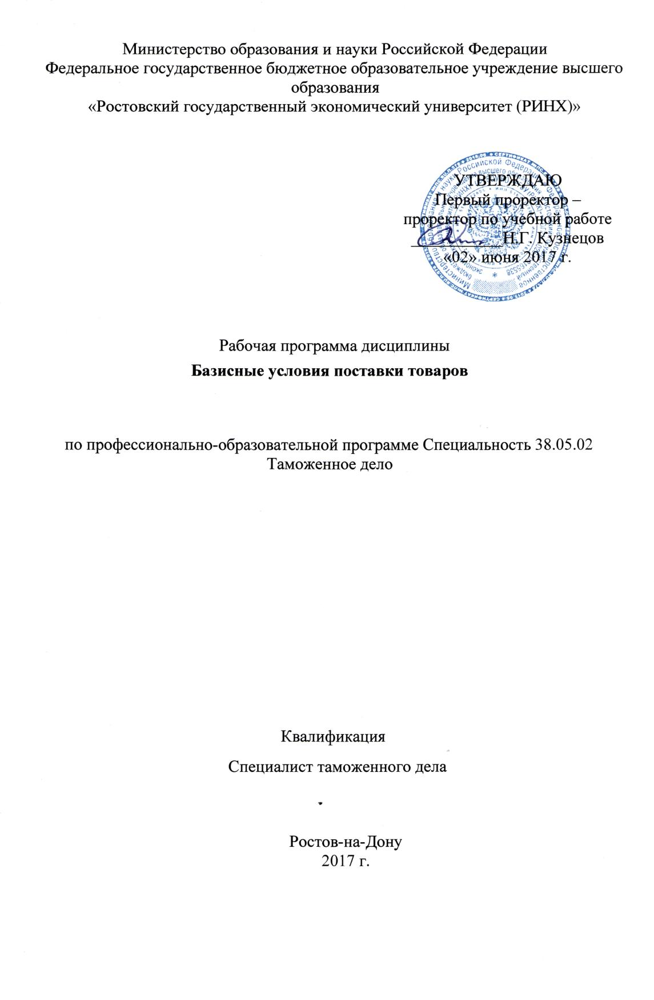 Министерство образования и науки Российской Федерации
Федеральное государственное бюджетное образовательное учреждение высшего
образования
«Ростовский государственный экономический университет (РИНХ)»
УТВЕРЖДАЮ
Первый проректор –
проректор по учебной работе
Н.Г. Кузнецов
«02» июня 2017 г.
Рабочая программа дисциплины
Базисные условия поставки товаров
по профессионально-образовательной программе Специальность 38.05.02
Таможенное дело
Квалификация
Специалист таможенного дела
Ростов-на-Дону
2017 г.